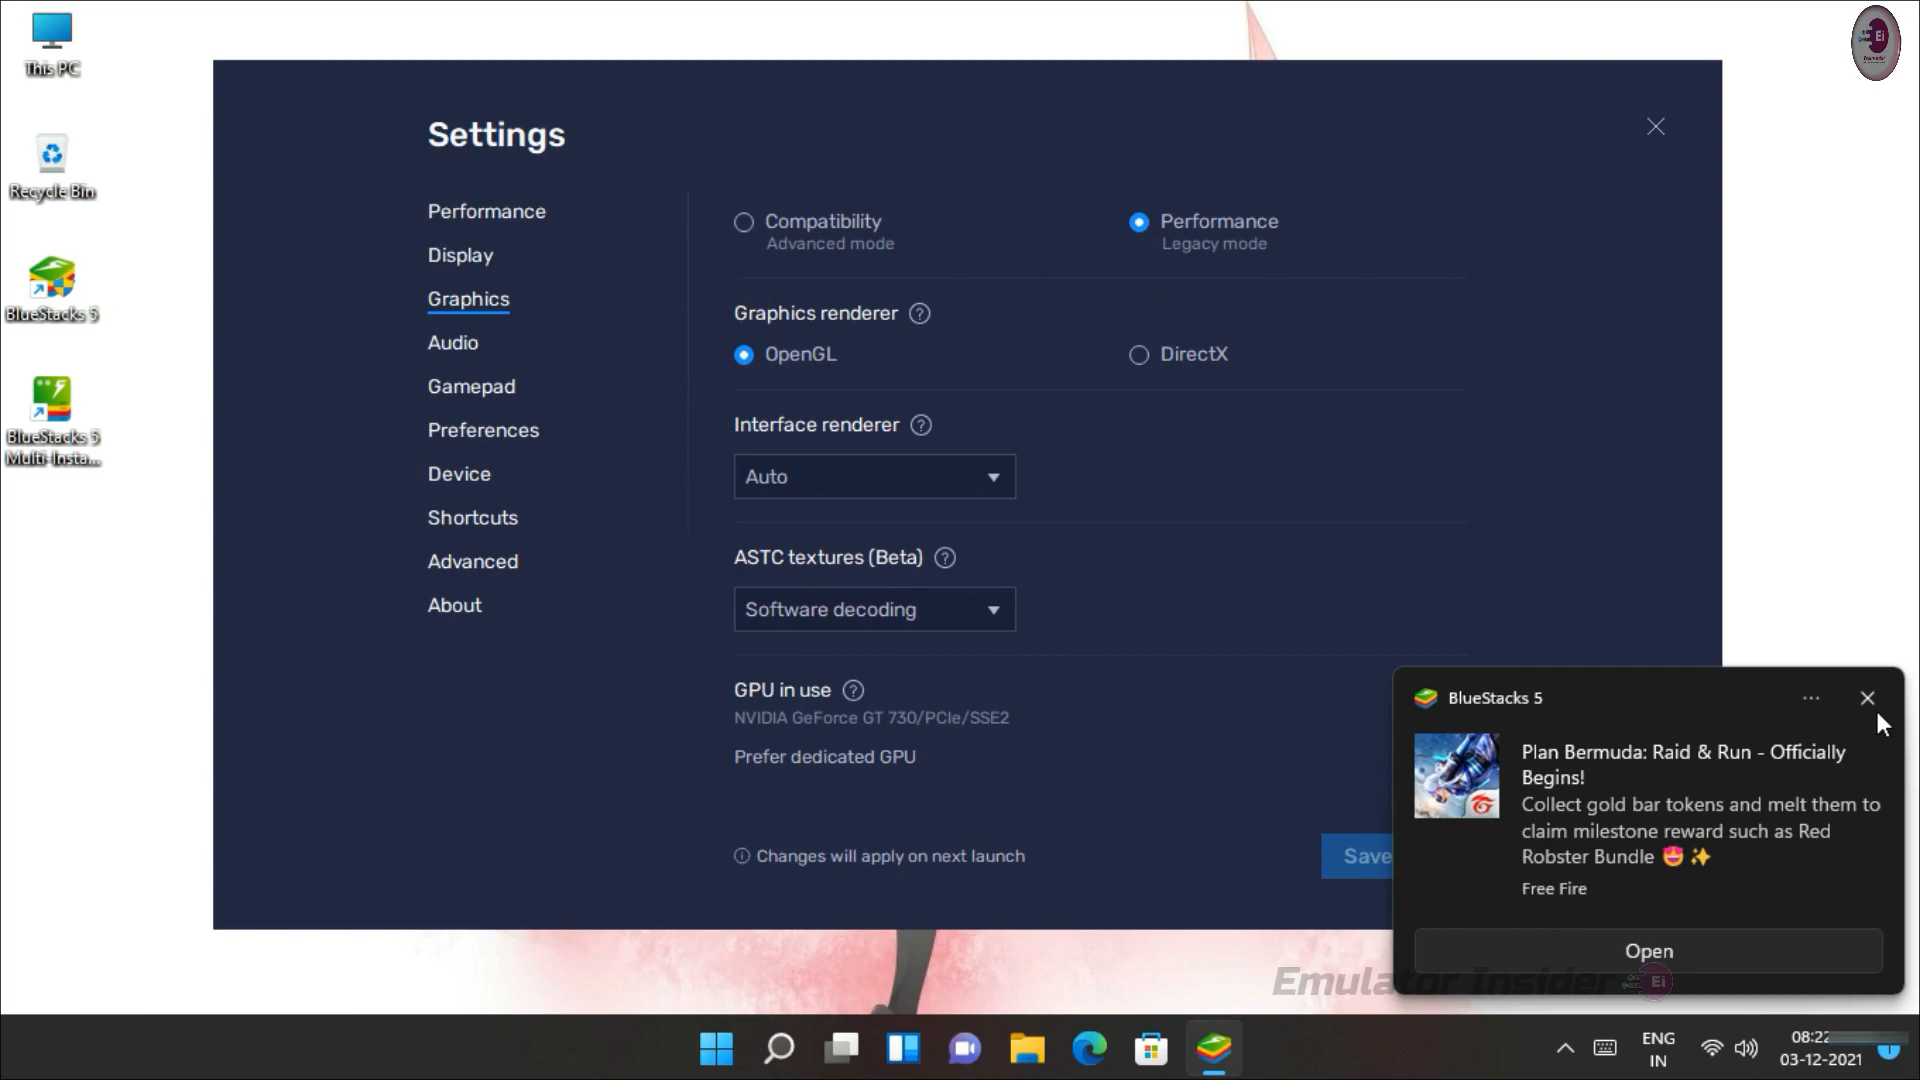 This PC
Recycle Bin
BlueStacks 5
BlueStacks 5
Multi-Insta...
Ei
Settings
Performance
Display
Graphics
Audio
Gamepad
Preferences
Device
Shortcuts
Advanced
About
Compatibility
Advanced mode
Performance
Legacy mode
Graphics renderer ?
OpenGL
DirectX
Interface renderer ?
Auto
ASTC textures (Beta) ?
Software decoding
GPU in use ?
NVIDIA GeForce GT 730/PCIe/SSE2
Prefer dedicated GPU
Changes will apply on next launch
Save
BlueStacks 5
Plan Bermuda: Raid & Run - Officially
Begins!
Collect gold bar tokens and melt them to
claim milestone reward such as Red
Robster Bundle 🤩 ✨
Free Fire
Open
Emulator Insider Ei
ENG
IN
08:22
03-12-2021